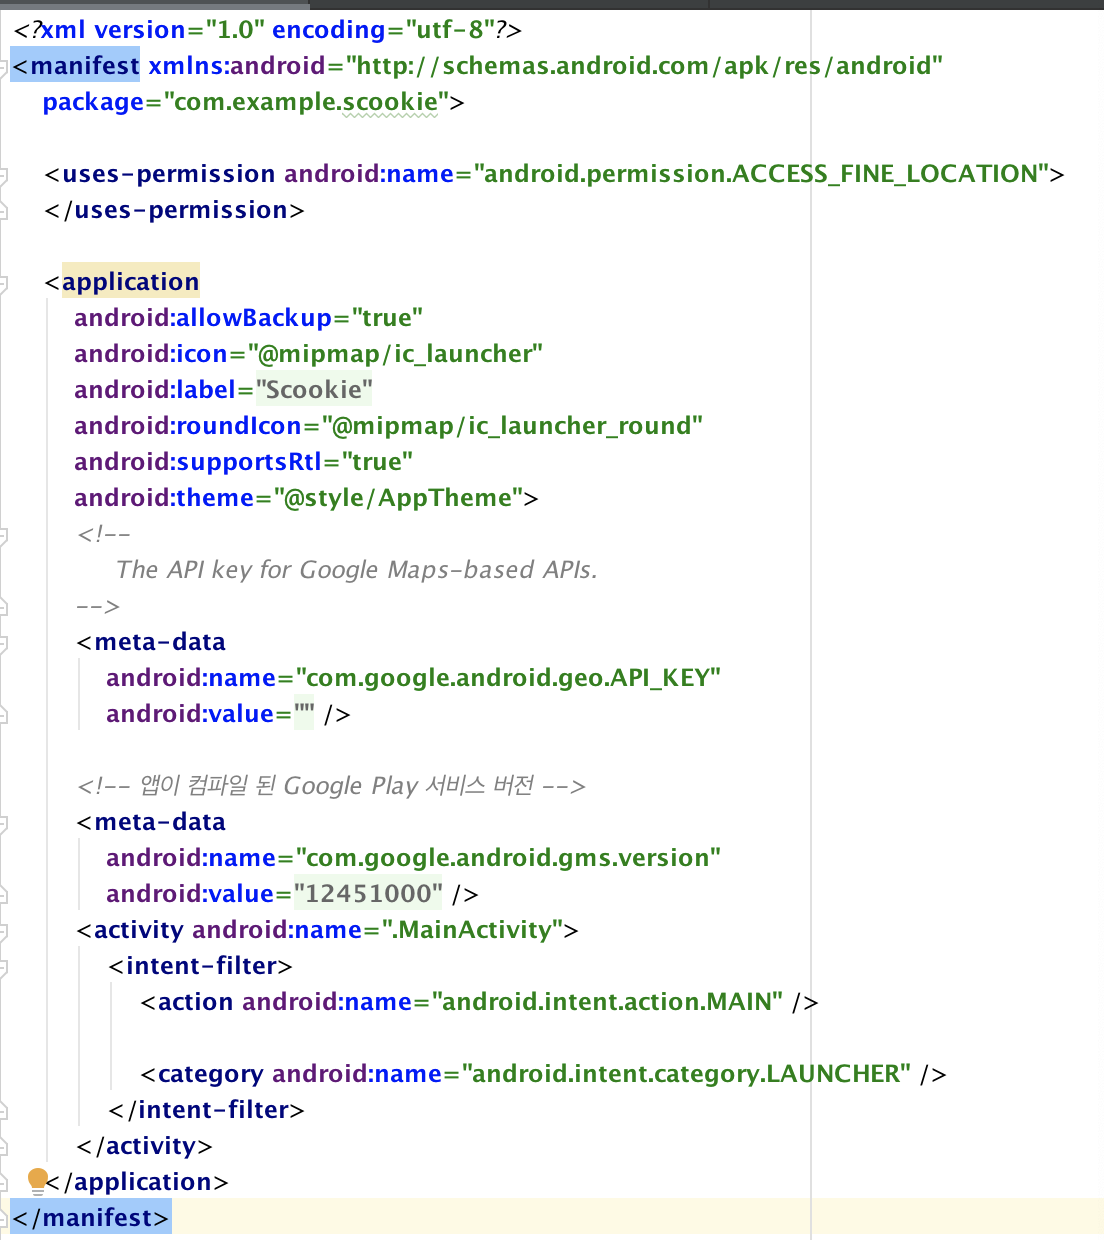 <?xml version="1.0" encoding="utf-8"?>
<manifest xmlns:android="http://schemas.android.com/apk/res/android"
package="com.example.scookie">
<uses-permission android:name="android.permission.ACCESS_FINE_LOCATION">
</uses-permission>
<application
android:allowBackup="true"
android:icon="@mipmap/ic_launcher"
android:label="Scookie"
android:roundIcon="@mipmap/ic_launcher_round"
android:supportsRtl="true"
android:theme="@style/AppTheme">
<!--
The API key for Google Maps-based APIs.
-->
<meta-data
android:name="com.google.android.geo.API_KEY"
android:value="" />
<!-- 앱이 컴파일 된 Google Play 서비스 버전 -->
<meta-data
android:name="com.google.android.gms.version"
android:value="12451000" />
<activity android:name=".MainActivity">
<intent-filter>
<action android:name="android.intent.action.MAIN" />
<category android:name="android.intent.category.LAUNCHER" />
</intent-filter>
</activity>
</application>
</manifest>